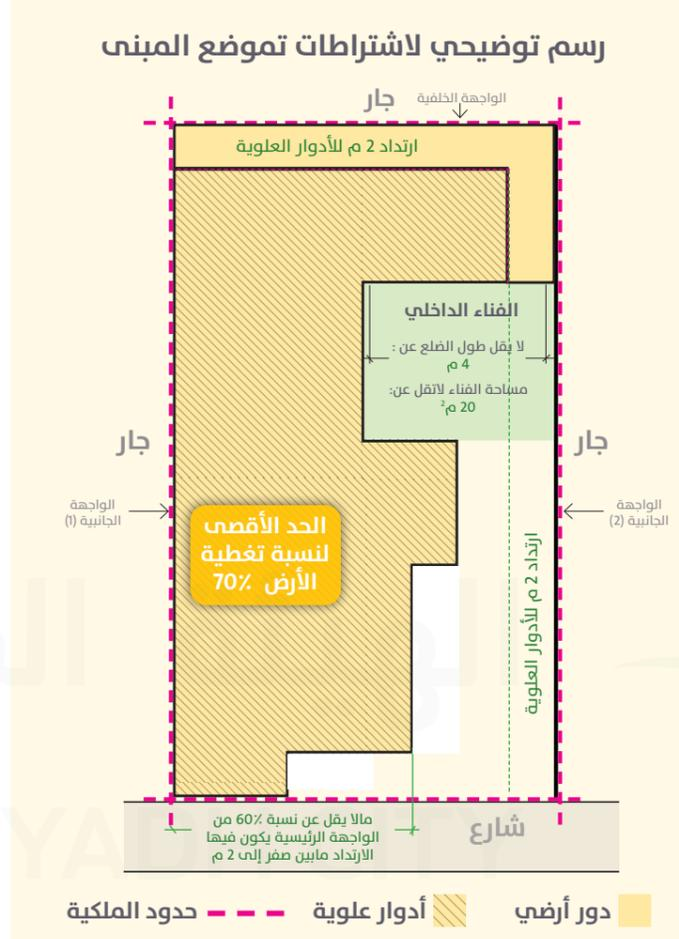 رسم توضيحي لاشتراطات تموضع المبنى
جار
الواجهة الخلفية
ارتداد 2 م للأدوار العلوية
الفناء الداخلي
لا يقل طول الضلع عن :
4 م
مساحة الفناء لاتقل عن:
20 م²
جار
جار
الواجهة
الجانبية (2)
الواجهة
الجانبية (1)
الحد الأقصى
لنسبة تغطية
الأرض 70٪
ارتداد 2 م للأدوار العلوية
شارع
مالا يقل عن نسبة 60٪ من
الواجهة الرئيسية يكون فيها
الارتداد مابين صفر إلى 2 م
دور أرضي
أدوار علوية
حدود الملكية